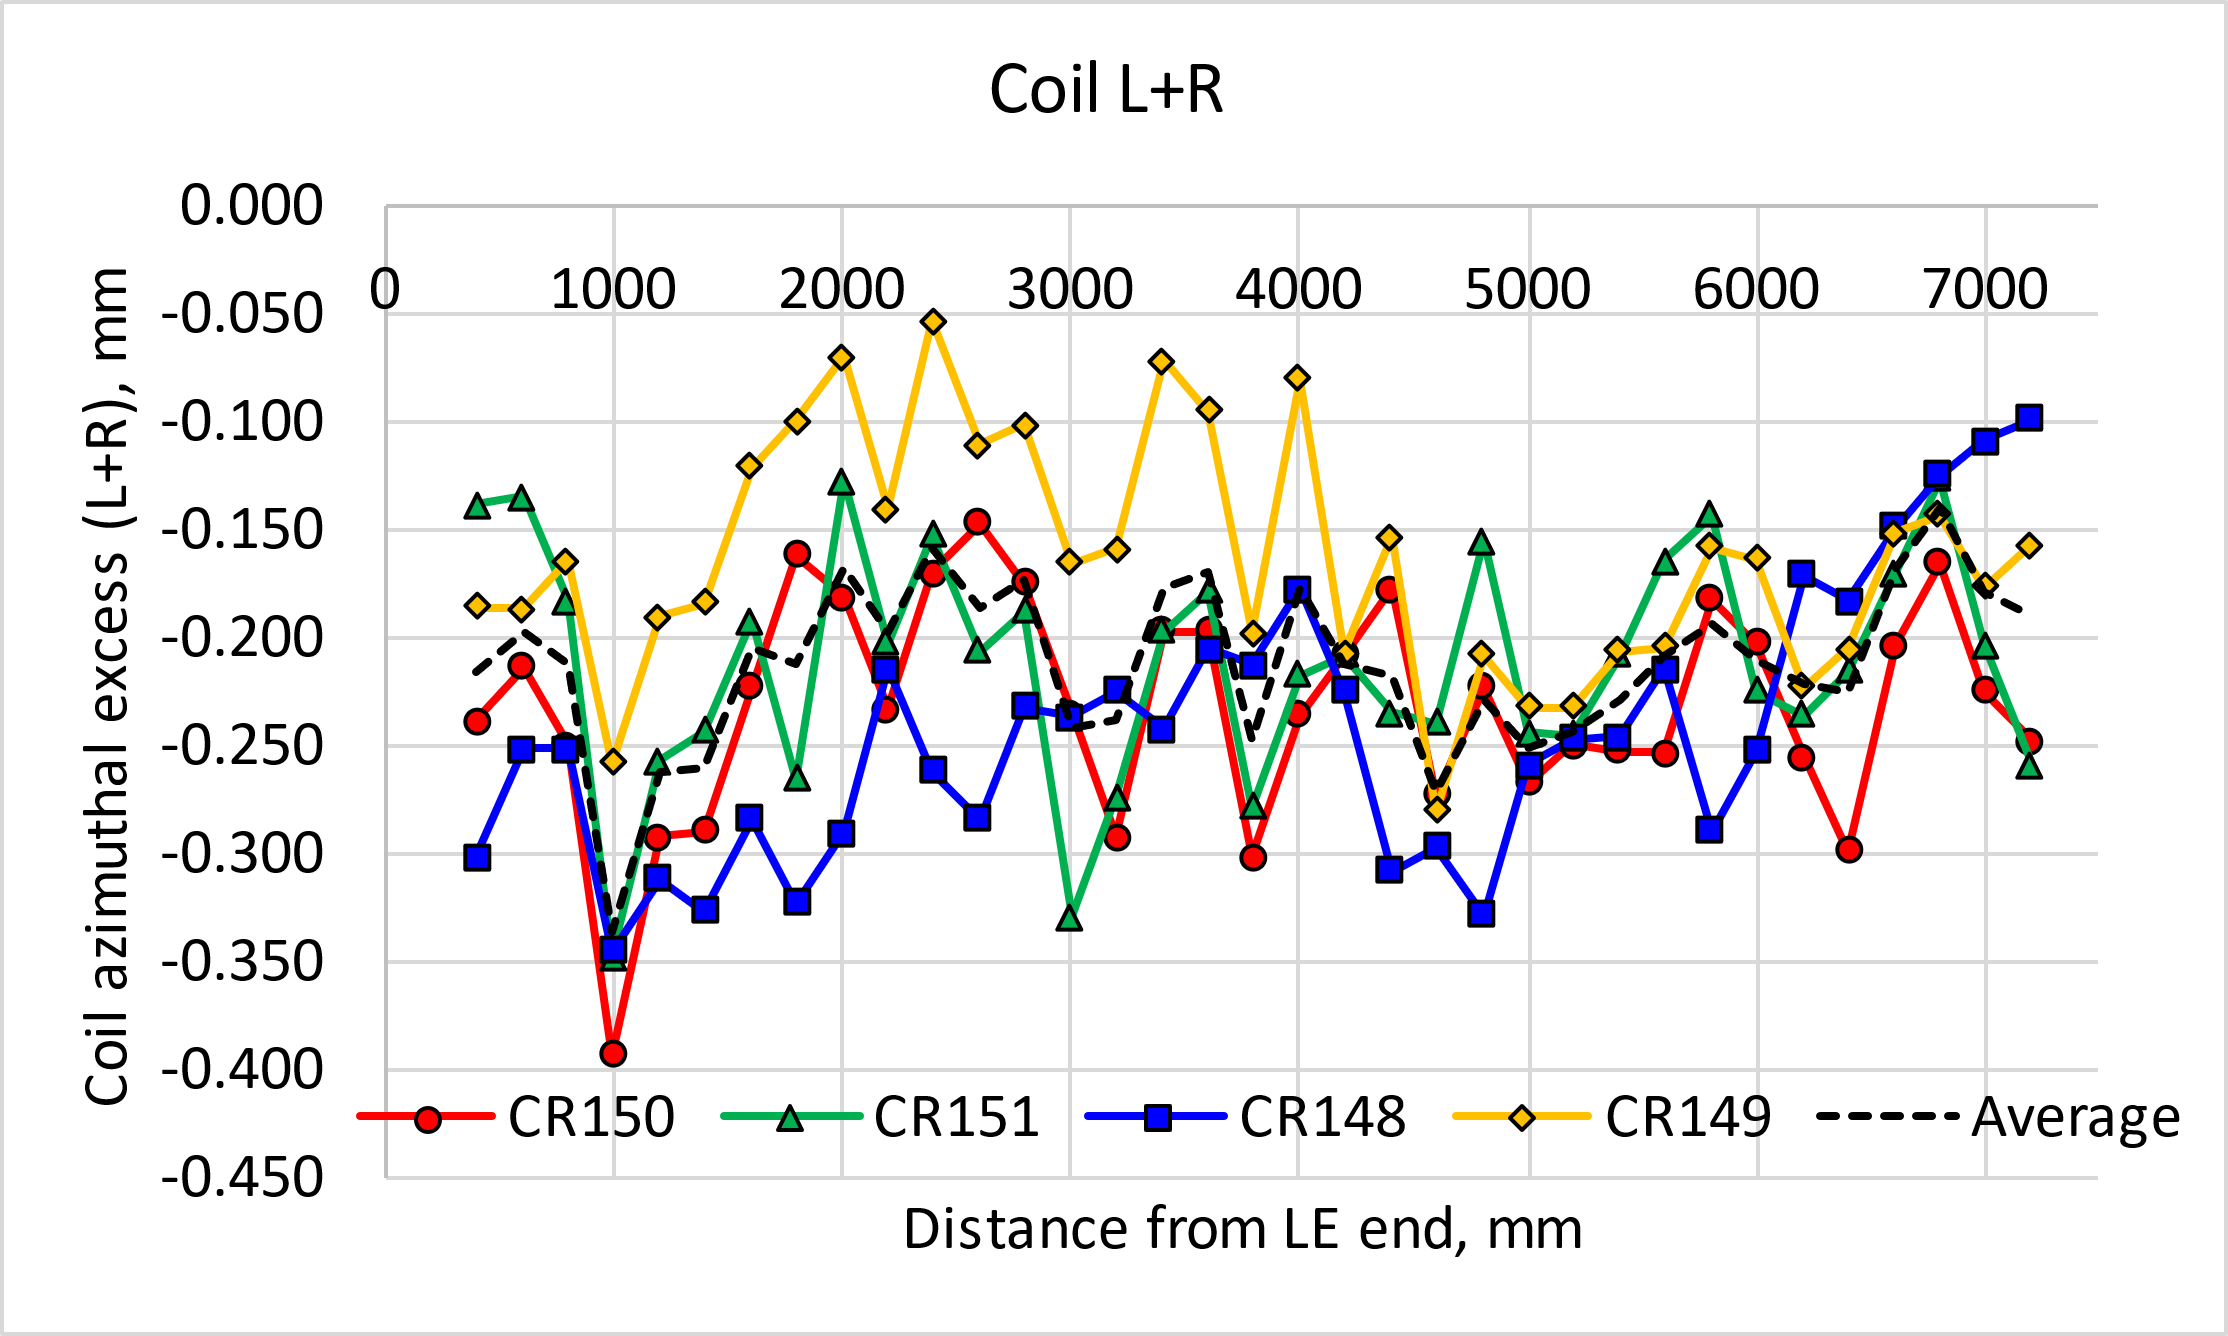 Coil L+R
Coil azimuthal excess (L+R), mm
0.000
0 1000 2000 3000 4000 5000 6000 7000
-0.050
-0.100
-0.150
-0.200
-0.250
-0.300
-0.350
-0.400
CR150 CR151 CR148 CR149 Average
-0.450
Distance from LE end, mm